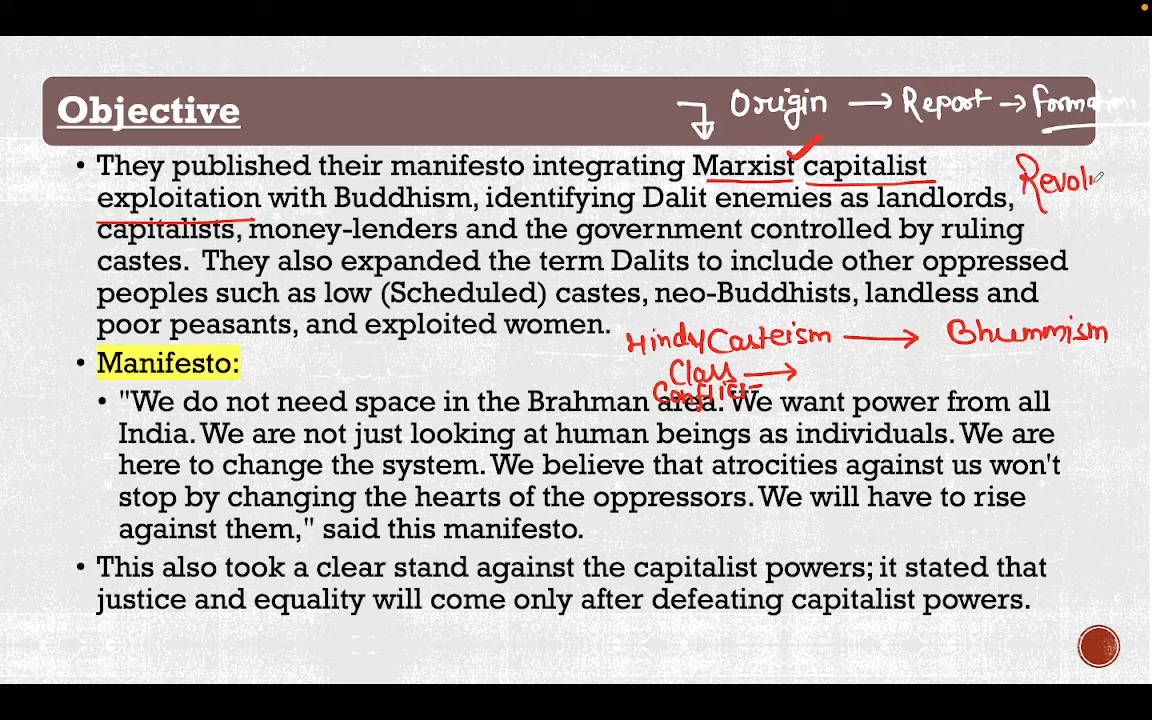 Objective
Origin → Report → Formation
• They published their manifesto integrating Marxist capitalist
exploitation with Buddhism, identifying Dalit enemies as landlords,
Revol
capitalists, money-lenders and the government controlled by ruling
castes. They also expanded the term Dalits to include other oppressed
peoples such as low (Scheduled) castes, neo-Buddhists, landless and
poor peasants, and exploited women.
Hindu Casteism → Bhimmism
• Manifesto:
Class →
Conflict
• "We do not need space in the Brahman area. We want power from all
India. We are not just looking at human beings as individuals. We are
here to change the system. We believe that atrocities against us won't
stop by changing the hearts of the oppressors. We will have to rise
against them," said this manifesto.
• This also took a clear stand against the capitalist powers; it stated that
justice and equality will come only after defeating capitalist powers.